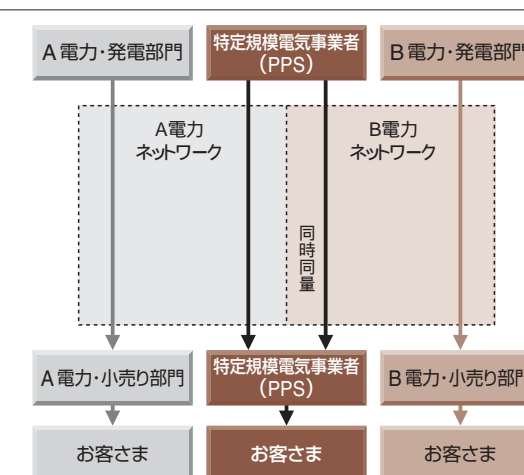 A電力・発電部門
特定規模電気事業者
（PPS）
B電力・発電部門
A電力
ネットワーク
B電力
ネットワーク
同時同量
A電力・小売り部門
特定規模電気事業者
（PPS）
B電力・小売り部門
お客さま
お客さま
お客さま